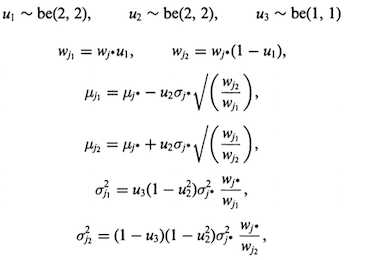 u₁ ~ be(2, 2), u₂ ~ be(2, 2), u₃ ~ be(1, 1)
w_{j₁} = w_{j*}u₁, w_{j₂} = w_{j*}(1 − u₁),
μ_{j₁} = μ_{j*} − u₂σ_{j*}√(w_{j₂}/w_{j₁}),
μ_{j₂} = μ_{j*} + u₂σ_{j*}√(w_{j₁}/w_{j₂}),
σ²_{j₁} = u₃(1 − u₂²)σ²_{j*} w_{j*}/w_{j₁},
σ²_{j₂} = (1 − u₃)(1 − u₂²)σ²_{j*} w_{j*}/w_{j₂},